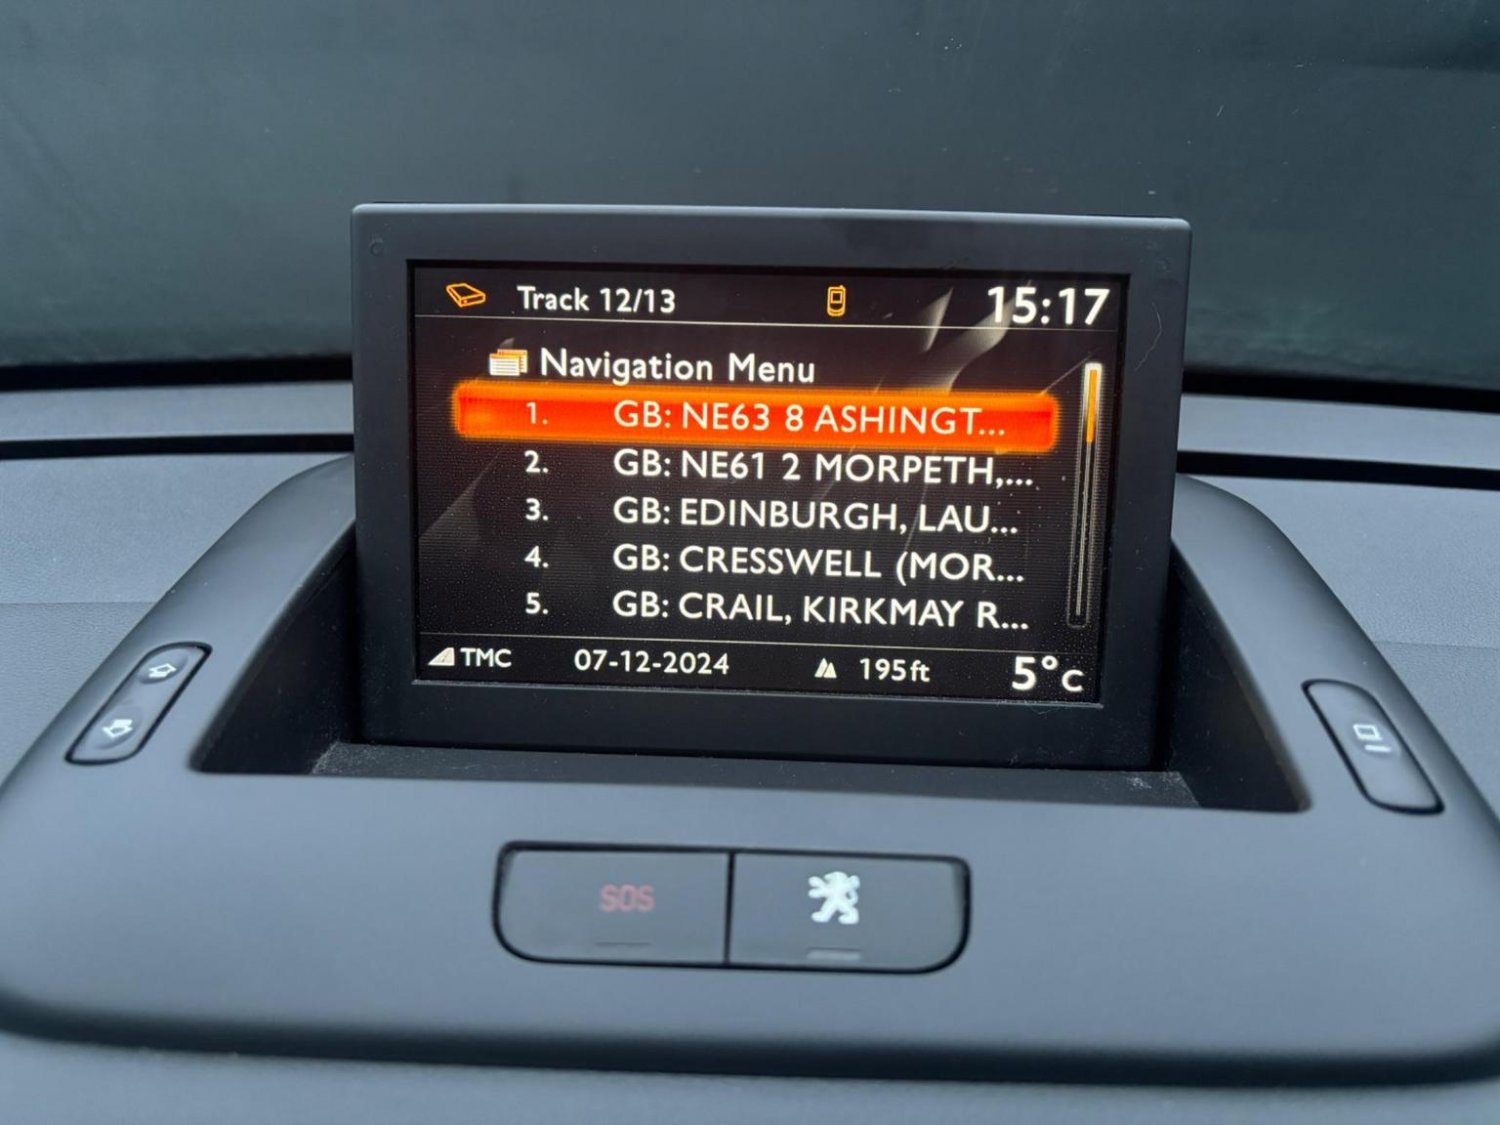 Track 12/13 15:17
Navigation Menu
1. GB: NE63 8 ASHINGT...
2. GB: NE61 2 MORPETH,...
3. GB: EDINBURGH, LAU...
4. GB: CRESSWELL (MOR...
5. GB: CRAIL, KIRKMAY R...
TMC 07-12-2024 195ft 5°C
SOS